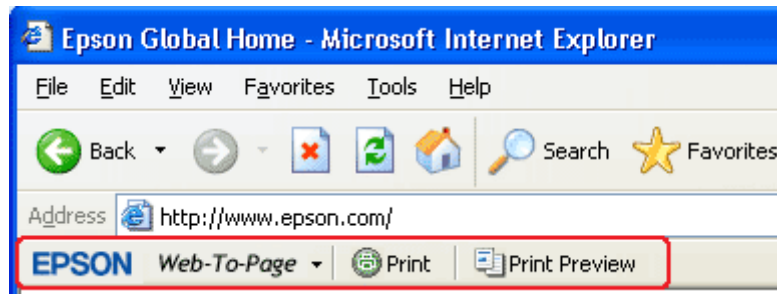 Epson Global Home - Microsoft Internet Explorer
File Edit View Favorites Tools Help
Back Search Favorites
Address http://www.epson.com/
EPSON Web-To-Page Print Print Preview